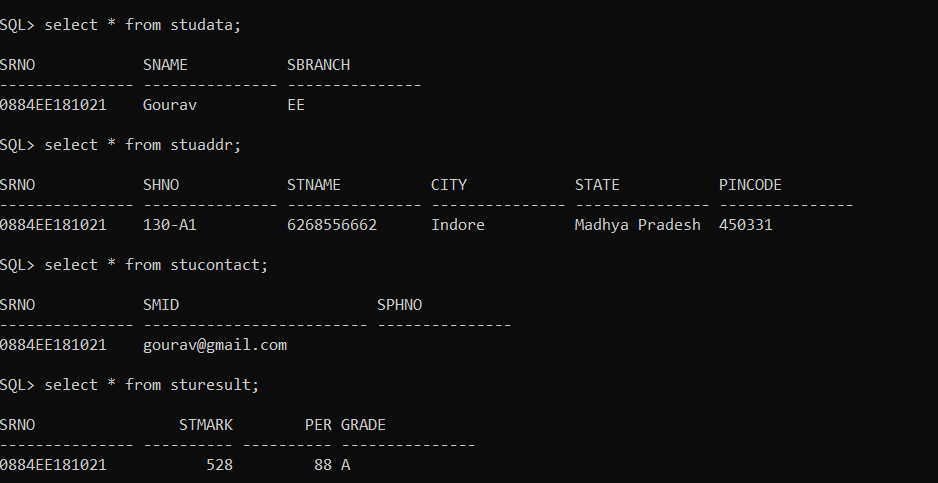 SQL> select * from studata;
SRNO            SNAME           SBRANCH
--------------- --------------- ---------------
0884EE181021    Gourav          EE
SQL> select * from stuaddr;
SRNO            SHNO            STNAME          CITY            STATE           PINCODE
--------------- --------------- --------------- --------------- --------------- ---------------
0884EE181021    130-A1          6268556662      Indore          Madhya Pradesh  450331
SQL> select * from stucontact;
SRNO            SMID                      SPHNO
--------------- ------------------------- ---------------
0884EE181021    gourav@gmail.com
SQL> select * from sturesult;
SRNO                STMARK        PER GRADE
--------------- ---------- ---------- ---------------
0884EE181021           528         88 A